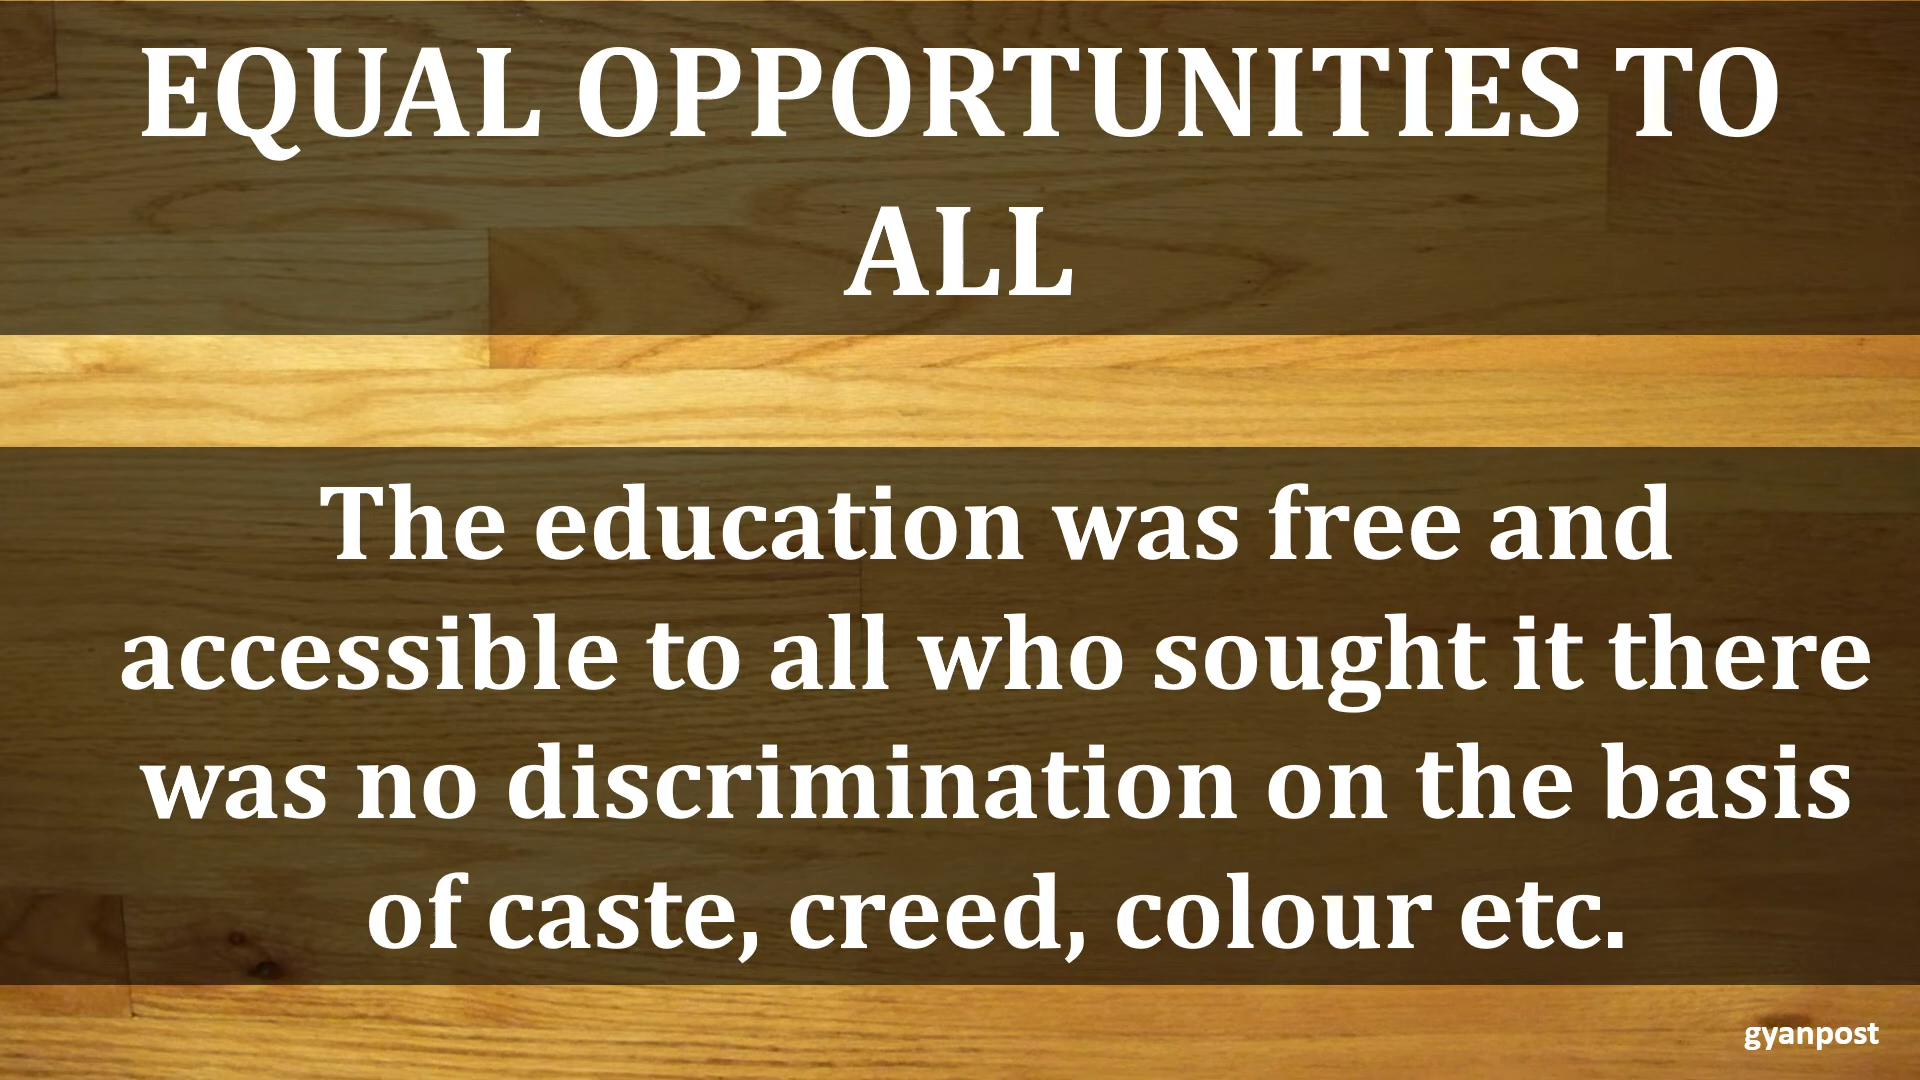 EQUAL OPPORTUNITIES TO
ALL
The education was free and
accessible to all who sought it there
was no discrimination on the basis
of caste, creed, colour etc.
gyanpost